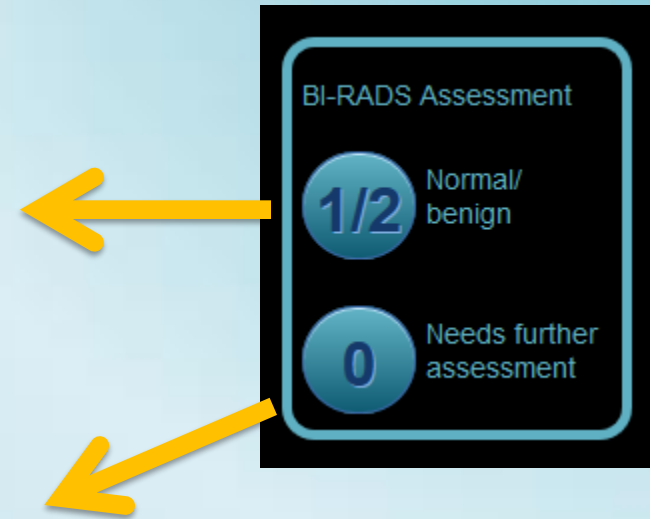 BI-RADS Assessment
1/2
Normal/
benign
0
Needs further
assessment